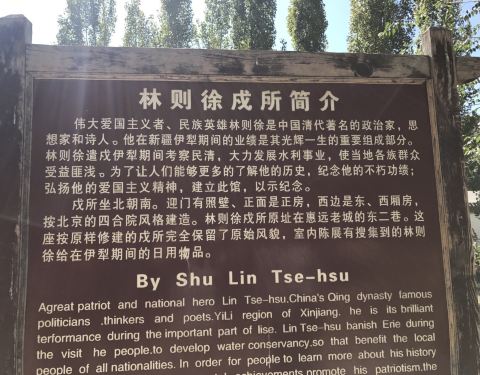 林则徐戍所简介
伟大爱国主义者、民族英雄林则徐是中国清代著名的政治家，思
想家和诗人。他在新疆伊犁期间的业绩是其光辉一生的重要组成部分。
林则徐遣戍伊犁期间考察民清，大力发展水利事业，使当地各族群众
受益匪浅。为了让人们能够更多的了解他的历史，纪念他的不朽功绩；
弘扬他的爱国主义精神，建立此馆，以示纪念。
戍所坐北朝南。迎门有照壁、正面是正房，西边是东、西厢房，
按北京的四合院风格建造。林则徐戍所原址在惠远老城的东二巷。这
座按原样修建的戍所完全保留了原始风貌，室内陈展有搜集到的林则
徐给在伊犁期间的日用物品。
By Shu Lin Tse-hsu
Agreat patriot and national hero Lin Tse-hsu.China's Qing dynasty famous
politicians .thinkers and poets.YiLi region of Xinjiang. he is its brilliant
terformance during the important part of lise. Lin Tse-hsu banish Erie during
the visit he people.to develop water conservancy.so that benefit the local
people of all nationalities. In order for people to learn more about his history
achievements.promote his patriotism.the